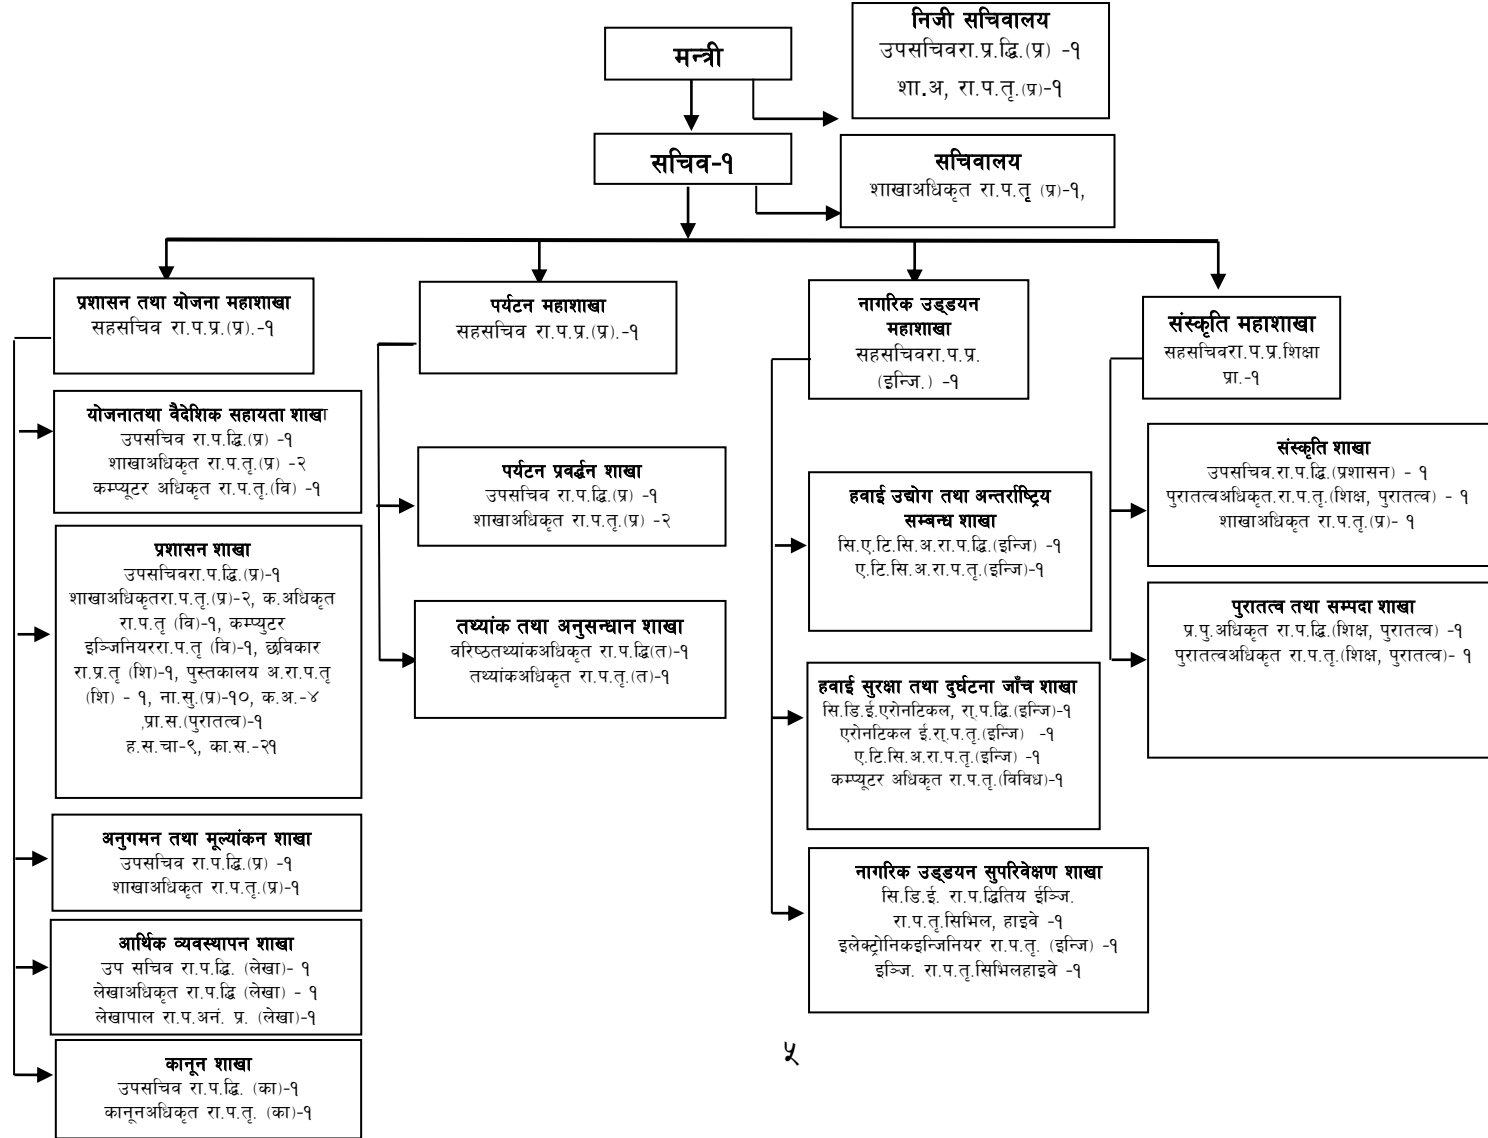 मन्त्री
निजी सचिवालय
उपसचिवरा.प्र.द्धि.(प्र) -१
शा.अ, रा.प.तृ.(प्र)-१
सचिव-१
सचिवालय
शाखाअधिकृत रा.प.तृ (प्र)-१,
प्रशासन तथा योजना महाशाखा
सहसचिव रा.प.प्र.(प्र).-१
योजनातथा वैदेशिक सहायता शाखा
उपसचिव रा.प.द्धि.(प्र) -१
शाखाअधिकृत रा.प.तृ.(प्र) -२
कम्प्यूटर अधिकृत रा.प.तृ.(वि) -१
प्रशासन शाखा
उपसचिवरा.प.द्धि.(प्र)-१
शाखाअधिकृतरा.प.तृ.(प्र)-२, क.अधिकृत
रा.प.तृ (वि)-१, कम्प्युटर
इञ्जिनियररा.प.तृ (वि)-१, छविकार
रा.प्र.तृ (शि)-१, पुस्तकालय अ.रा.प.तृ
(शि) - १, ना.सु.(प्र)-१०, क.अ.-४
,प्रा.स.(पुरातत्व)-१
ह.स.चा-९, का.स.-२१
अनुगमन तथा मूल्यांकन शाखा
उपसचिव रा.प.द्धि.(प्र) -१
शाखाअधिकृत रा.प.तृ.(प्र)-१
आर्थिक व्यवस्थापन शाखा
उप सचिव रा.प.द्धि. (लेखा)- १
लेखाअधिकृत रा.प.द्धि (लेखा) - १
लेखापाल रा.प.अनं. प्र. (लेखा)-१
कानून शाखा
उपसचिव रा.प.द्धि. (का)-१
कानूनअधिकृत रा.प.तृ. (का)-१
पर्यटन महाशाखा
सहसचिव रा.प.प्र.(प्र).-१
पर्यटन प्रवर्द्धन शाखा
उपसचिव रा.प.द्धि.(प्र) -१
शाखाअधिकृत रा.प.तृ.(प्र) -२
तथ्यांक तथा अनुसन्धान शाखा
वरिष्ठतथ्यांकअधिकृत रा.प.द्धि(त)-१
तथ्यांकअधिकृत रा.प.तृ.(त)-१
नागरिक उड्डयन
महाशाखा
सहसचिवरा.प.प्र.
(इन्जि.) -१
हवाई उद्योग तथा अन्तर्राष्ट्रिय
सम्बन्ध शाखा
सि.ए.टि.सि.अ.रा.प.द्धि.(इन्जि) -१
ए.टि.सि.अ.रा.प.तृ.(इन्जि)-१
हवाई सुरक्षा तथा दुर्घटना जाँच शाखा
सि.डि.ई.एरोनटिकल, रा्.प.द्धि.(इन्जि)-१
एरोनटिकल ई.रा्.प.तृ.(इन्जि) -१
ए.टि.सि.अ.रा.प.तृ.(इन्जि) -१
कम्प्यूटर अधिकृत रा.प.तृ.(विविध)-१
नागरिक उड्डयन सुपरिवेक्षण शाखा
सि.डि.ई. रा.प.द्धितिय ईञ्जि.
रा.प.तृ.सिभिल, हाइवे -१
इलेक्ट्रोनिकइन्जिनियर रा.प.तृ. (इन्जि) -१
इञ्जि. रा.प.तृ.सिभिलहाइवे -१
संस्कृति महाशाखा
सहसचिवरा.प.प्र.शिक्षा
प्रा.-१
संस्कृति शाखा
उपसचिव.रा.प.द्धि.(प्रशासन) - १
पुरातत्वअधिकृत.रा.प.तृ.(शिक्ष, पुरातत्व) - १
शाखाअधिकृत रा.प.तृ.(प्र)- १
पुरातत्व तथा सम्पदा शाखा
प्र.पु.अधिकृत रा.प.द्धि.(शिक्ष, पुरातत्व) -१
पुरातत्वअधिकृत रा.प.तृ.(शिक्ष, पुरातत्व)- १
५